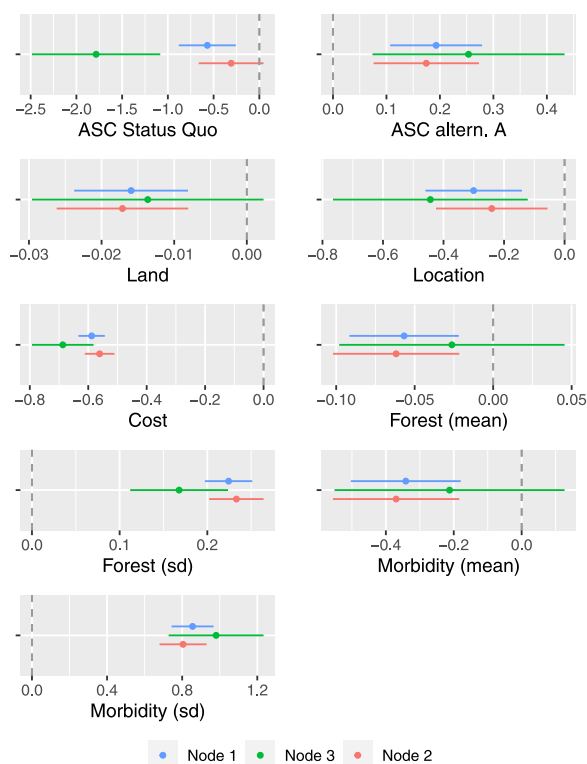 −2.5 −2.0 −1.5 −1.0 −0.5 0.0
ASC Status Quo
0.0 0.1 0.2 0.3 0.4
ASC altern. A
−0.03 −0.02 −0.01 0.00
Land
−0.8 −0.6 −0.4 −0.2 0.0
Location
−0.8 −0.6 −0.4 −0.2 0.0
Cost
−0.10 −0.05 0.00 0.05
Forest (mean)
0.0 0.1 0.2
Forest (sd)
−0.4 −0.2 0.0
Morbidity (mean)
0.0 0.4 0.8 1.2
Morbidity (sd)
Node 1 Node 3 Node 2